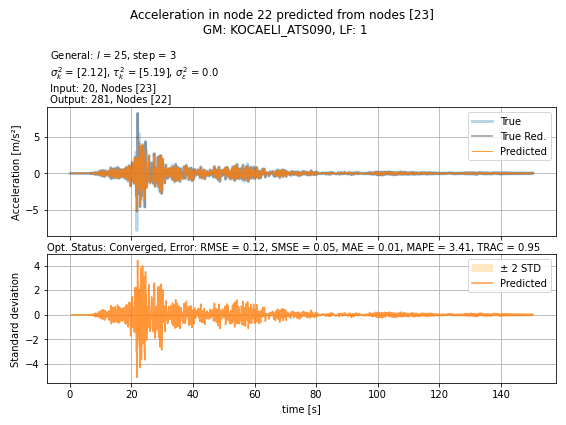 Acceleration in node 22 predicted from nodes [23]
GM: KOCAELI_ATS090, LF: 1
General: l = 25, step = 3
σ²ₖ = [2.12], τ²ₖ = [5.19], σ²ε = 0.0
Input: 20, Nodes [23]
Output: 281, Nodes [22]
True
True Red.
Predicted
5
0
−5
Acceleration [m/s²]
Opt. Status: Converged, Error: RMSE = 0.12, SMSE = 0.05, MAE = 0.01, MAPE = 3.41, TRAC = 0.95
± 2 STD
Predicted
4
2
0
−2
−4
Standard deviation
0 20 40 60 80 100 120 140
time [s]